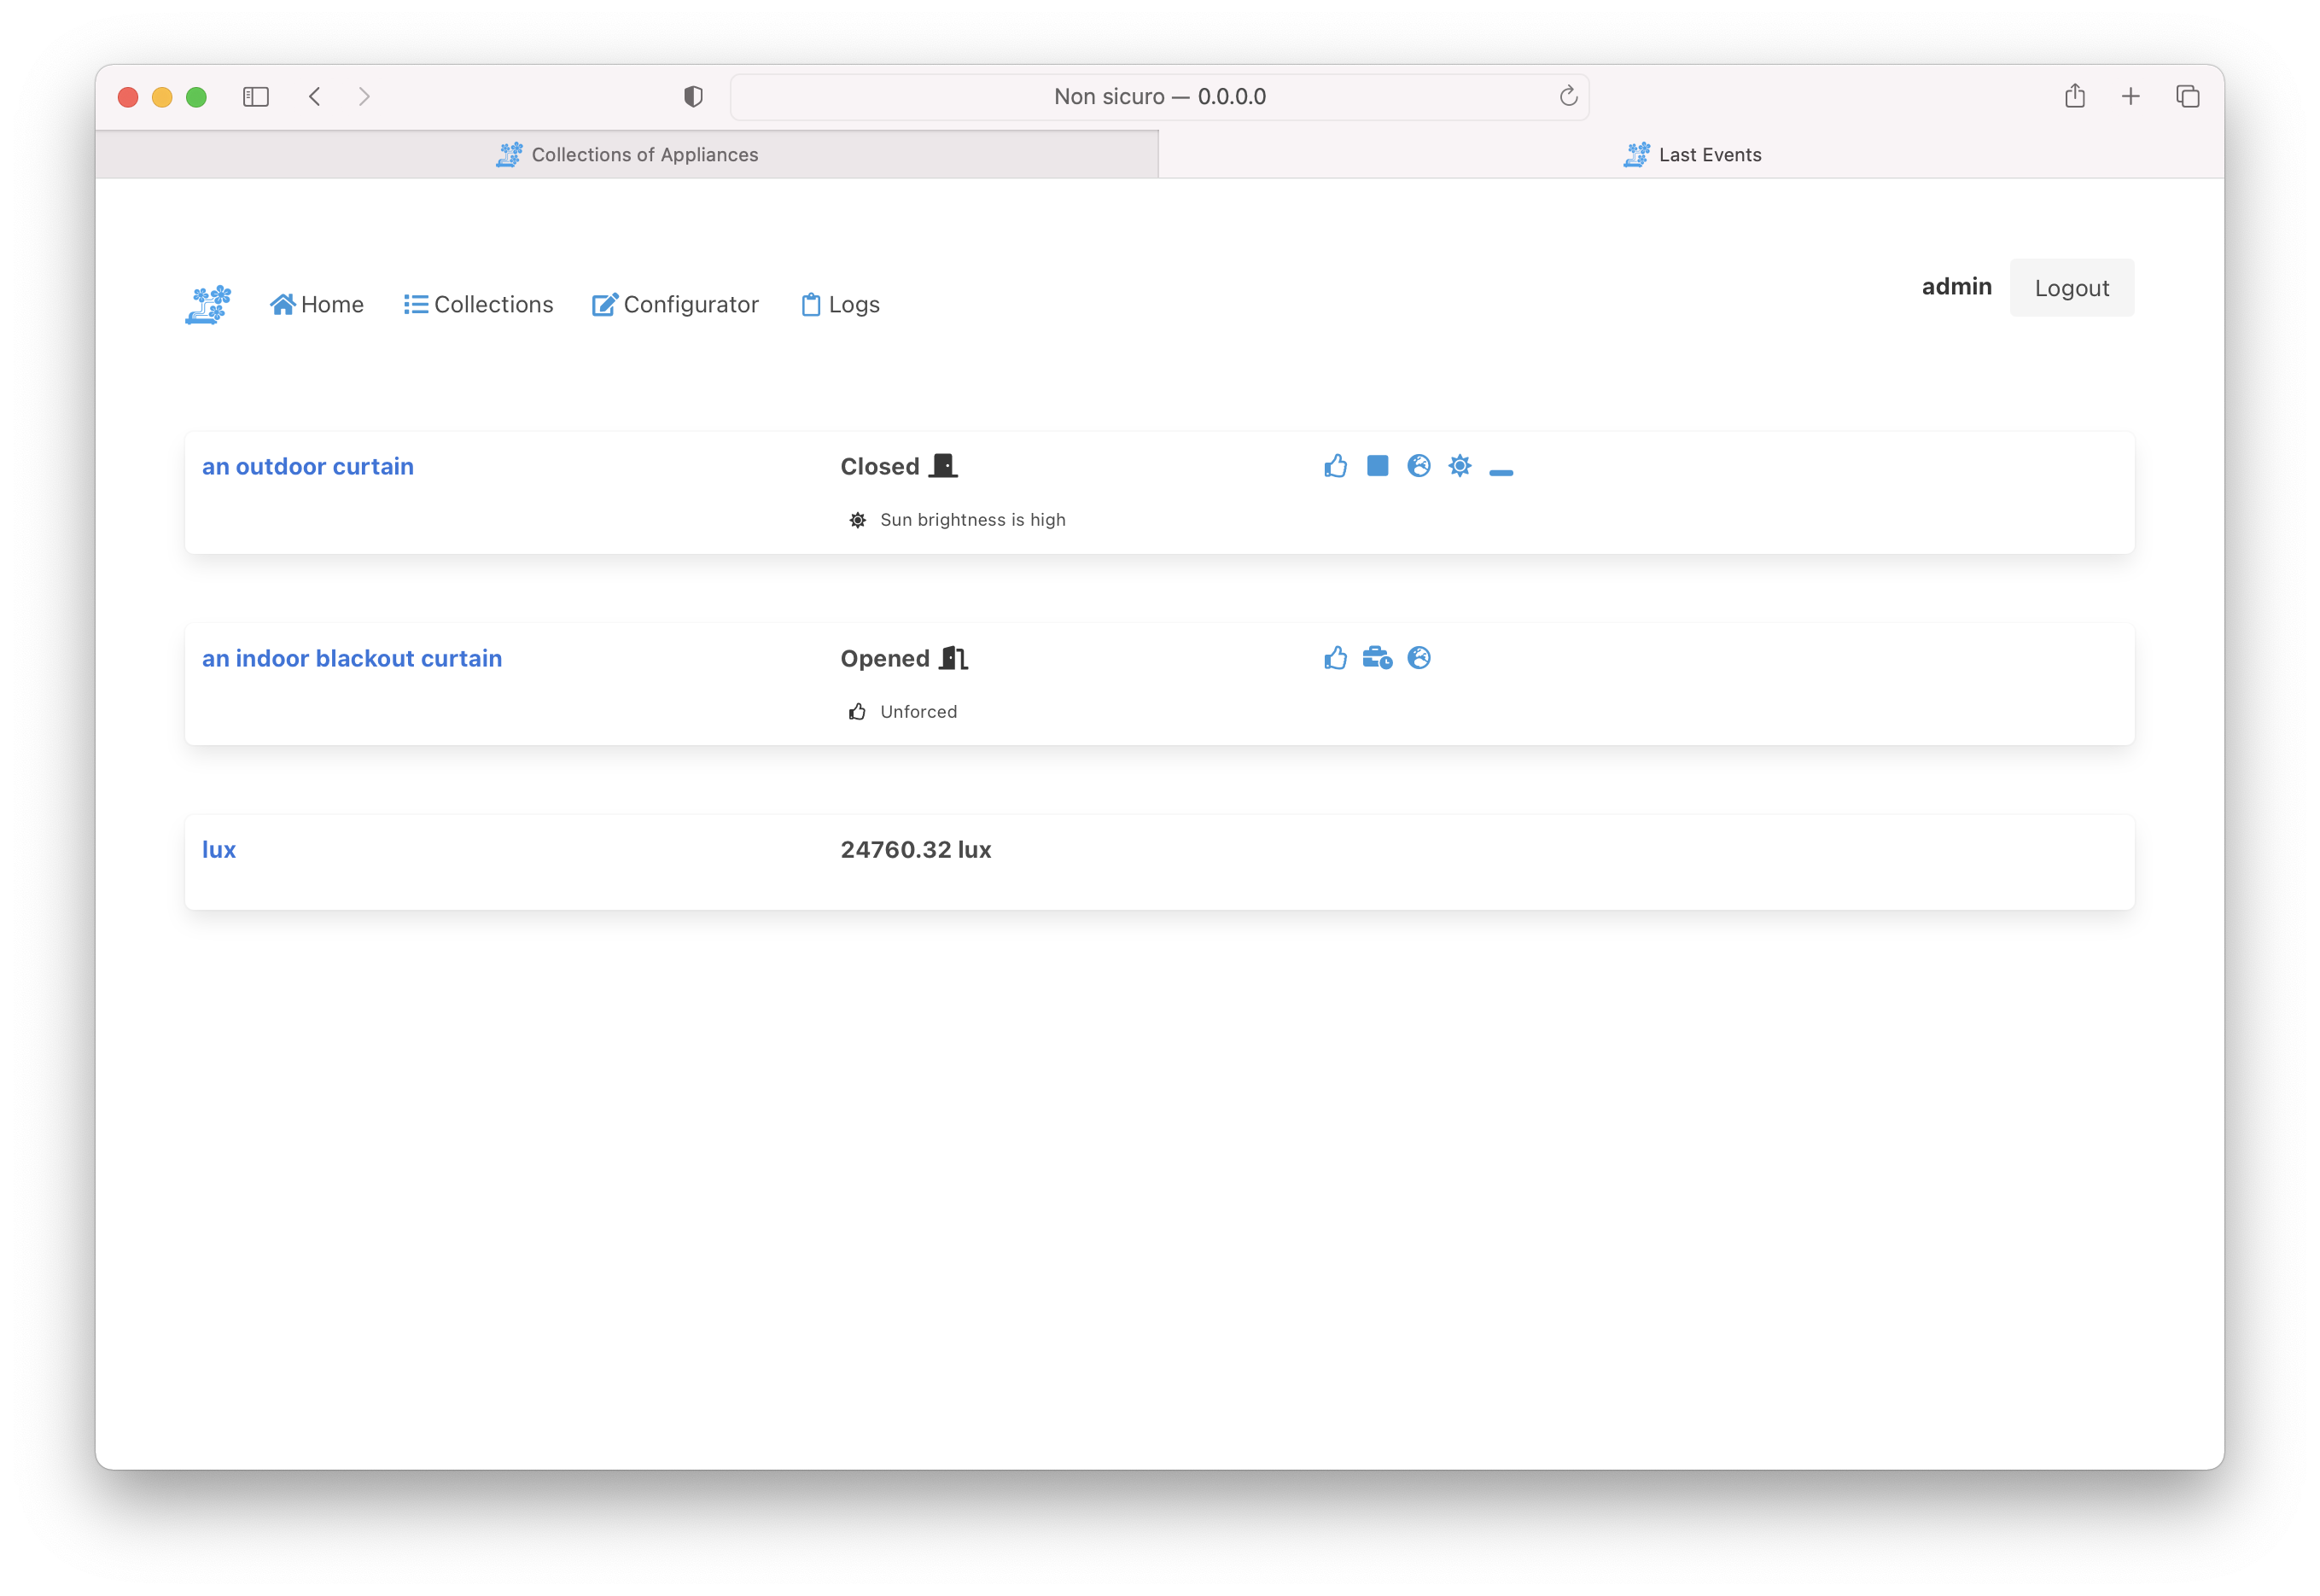 Non sicuro — 0.0.0.0
Collections of Appliances
Last Events
Home Collections Configurator Logs
admin Logout
an outdoor curtain Closed
Sun brightness is high
an indoor blackout curtain Opened
Unforced
lux 24760.32 lux